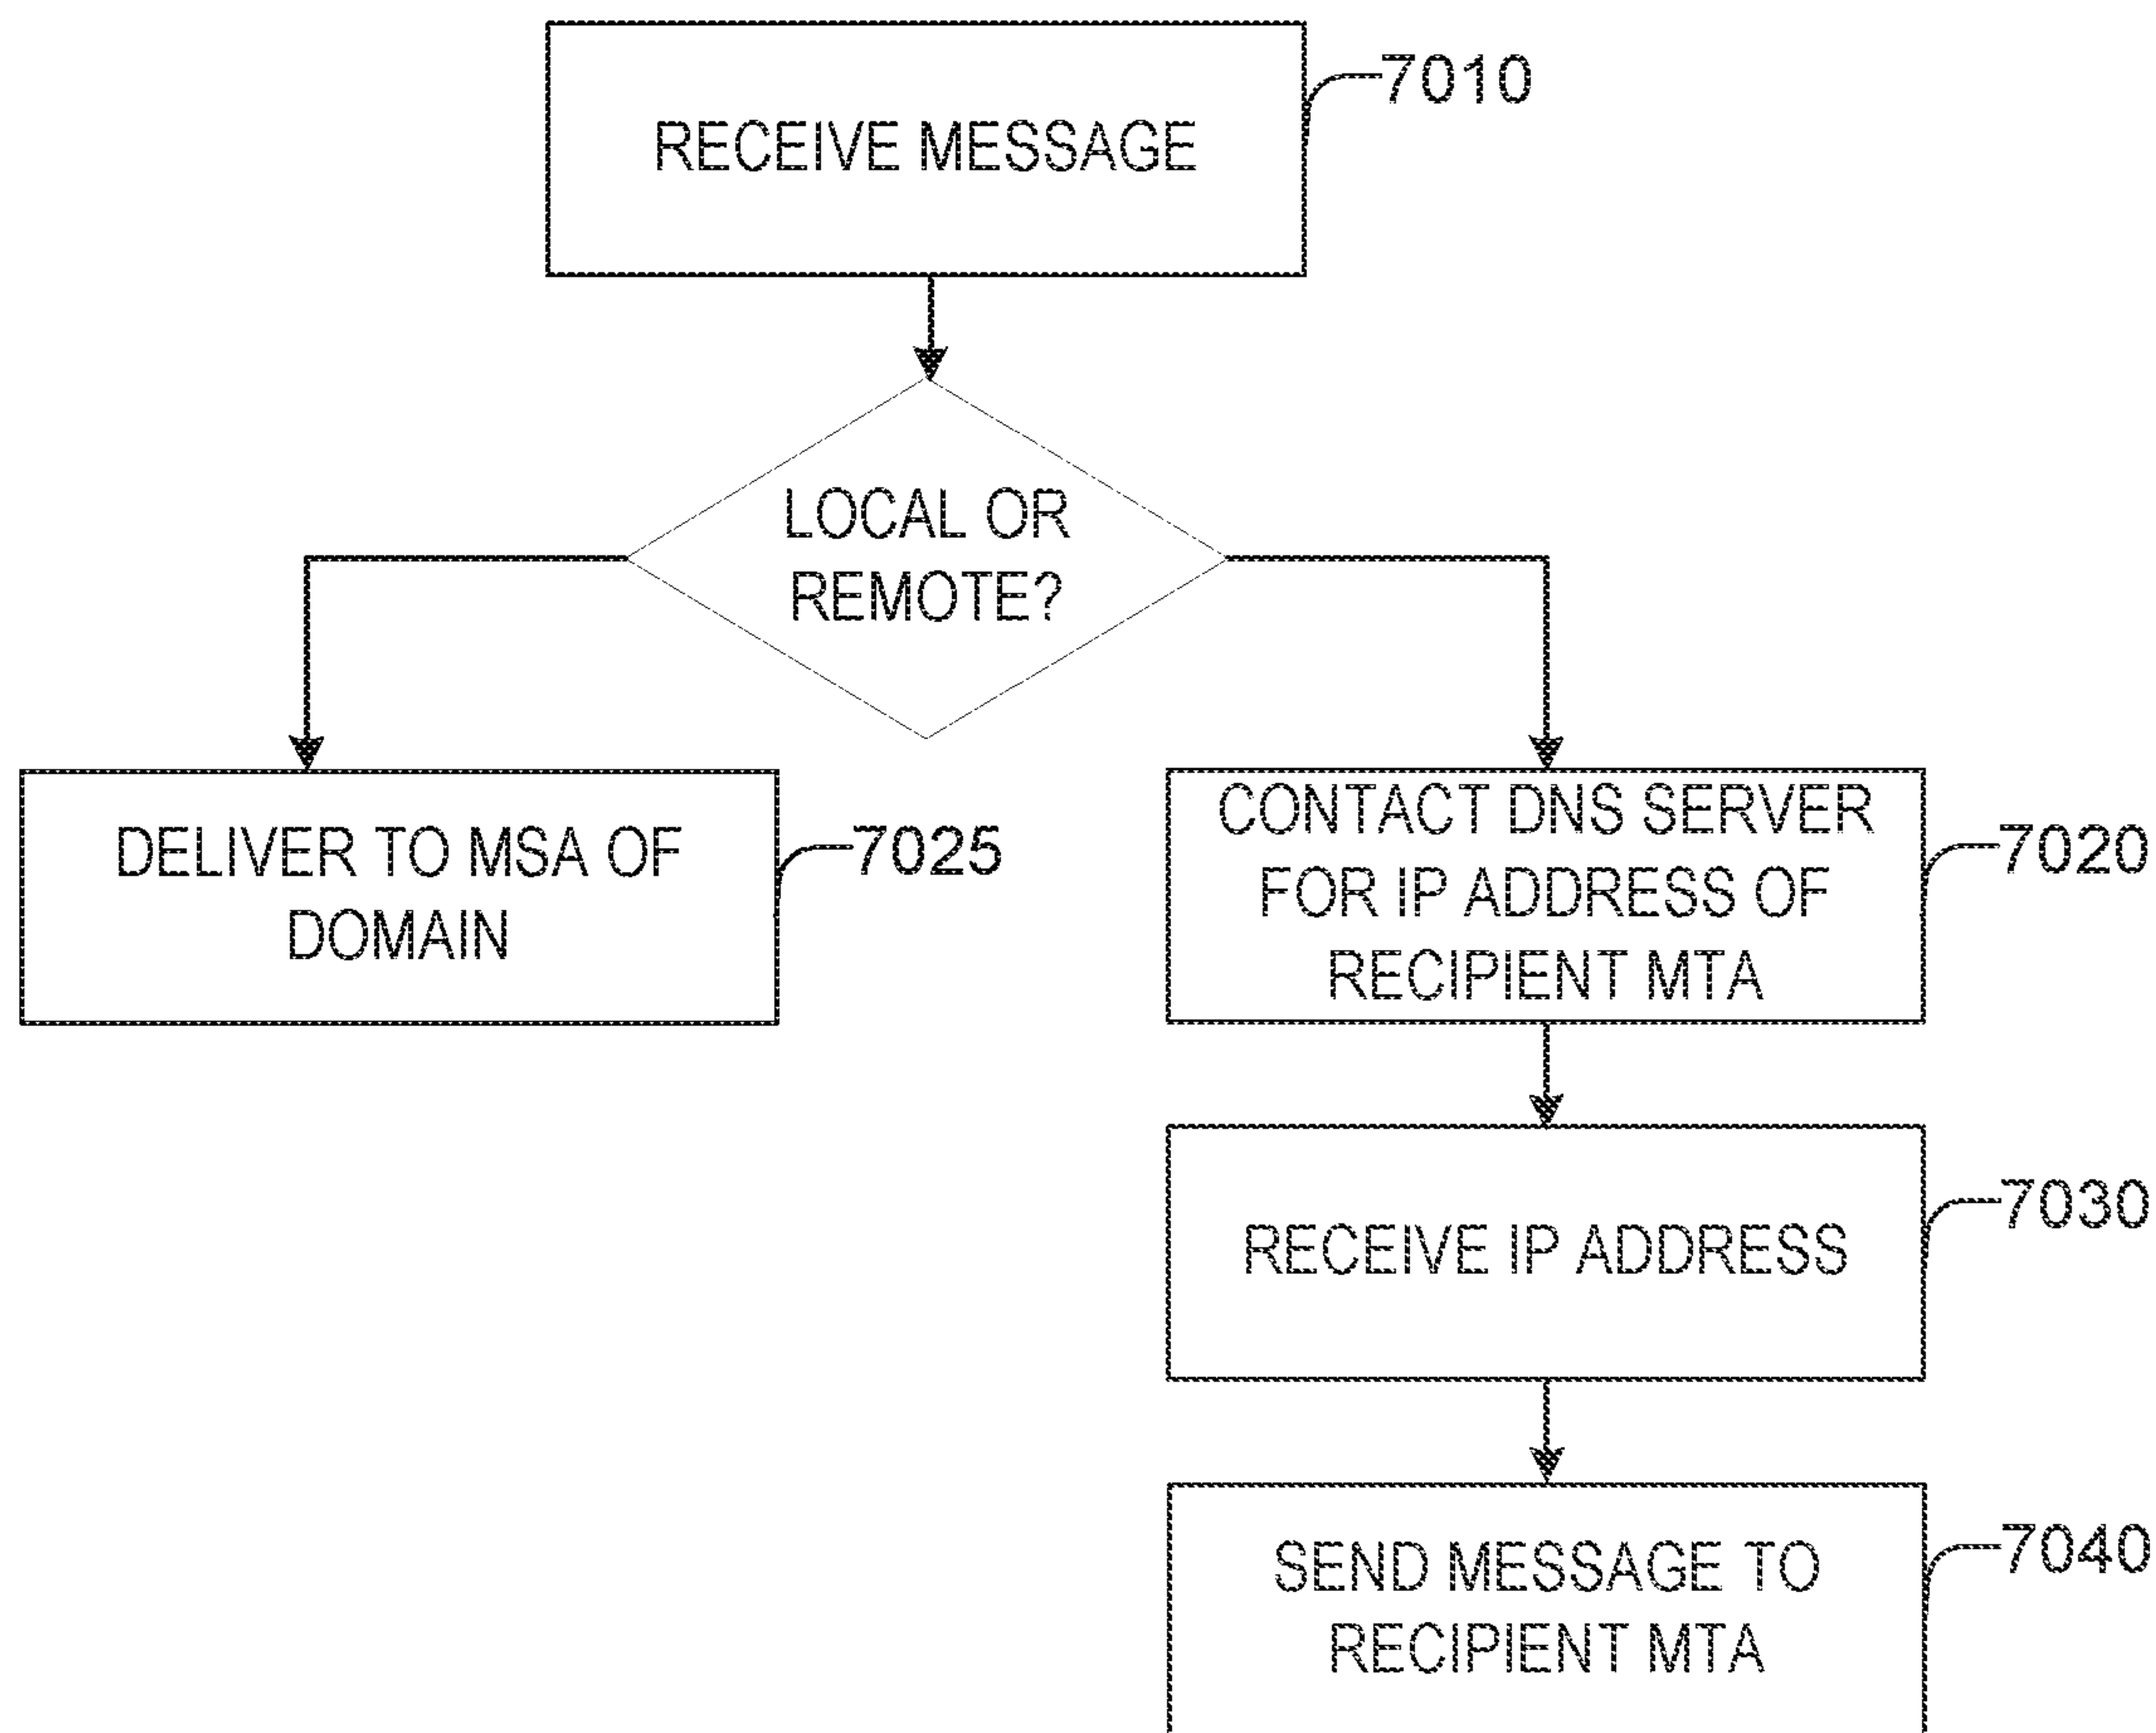 RECEIVE MESSAGE
7010
LOCAL OR
REMOTE?
DELIVER TO MSA OF
DOMAIN
7025
CONTACT DNS SERVER
FOR IP ADDRESS OF
RECIPIENT MTA
7020
RECEIVE IP ADDRESS
7030
SEND MESSAGE TO
RECIPIENT MTA
7040